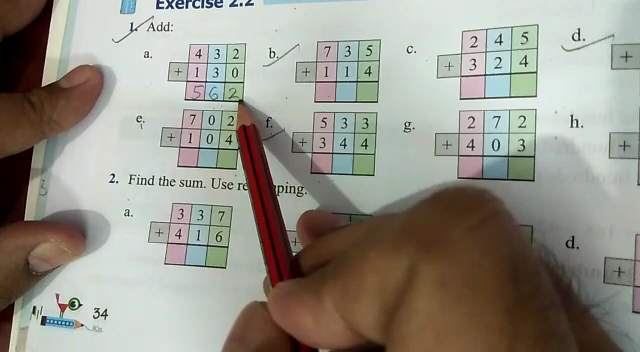 Exercise 2.2
1. Add:
a. 4 3 2
+ 1 3 0
5 6 2
b. 7 3 5
+ 1 1 4
c. 2 4 5
+ 3 2 4
d.
+
e. 7 0 2
+ 1 0 4
f. 5 3 3
+ 3 4 4
g. 2 7 2
+ 4 0 3
h.
+
2. Find the sum. Use
a. 3 3 7
+ 4 1 6
+
d.
+
34